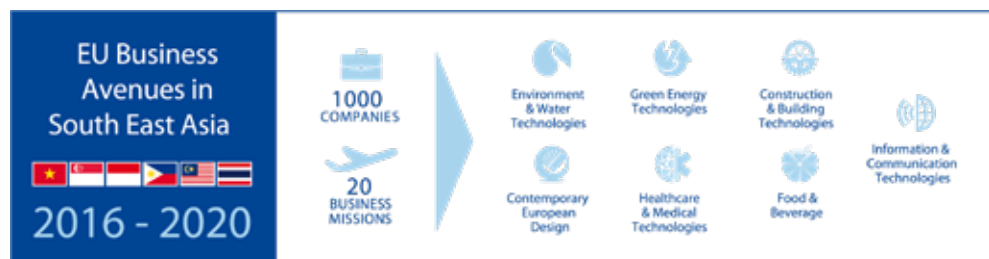 EU Business
Avenues in
South East Asia
2016 - 2020
1000
COMPANIES
20
BUSINESS
MISSIONS
Environment
& Water
Technologies
Green Energy
Technologies
Construction
& Building
Technologies
Contemporary
European
Design
Healthcare
& Medical
Technologies
Food &
Beverage
Information &
Communication
Technologies